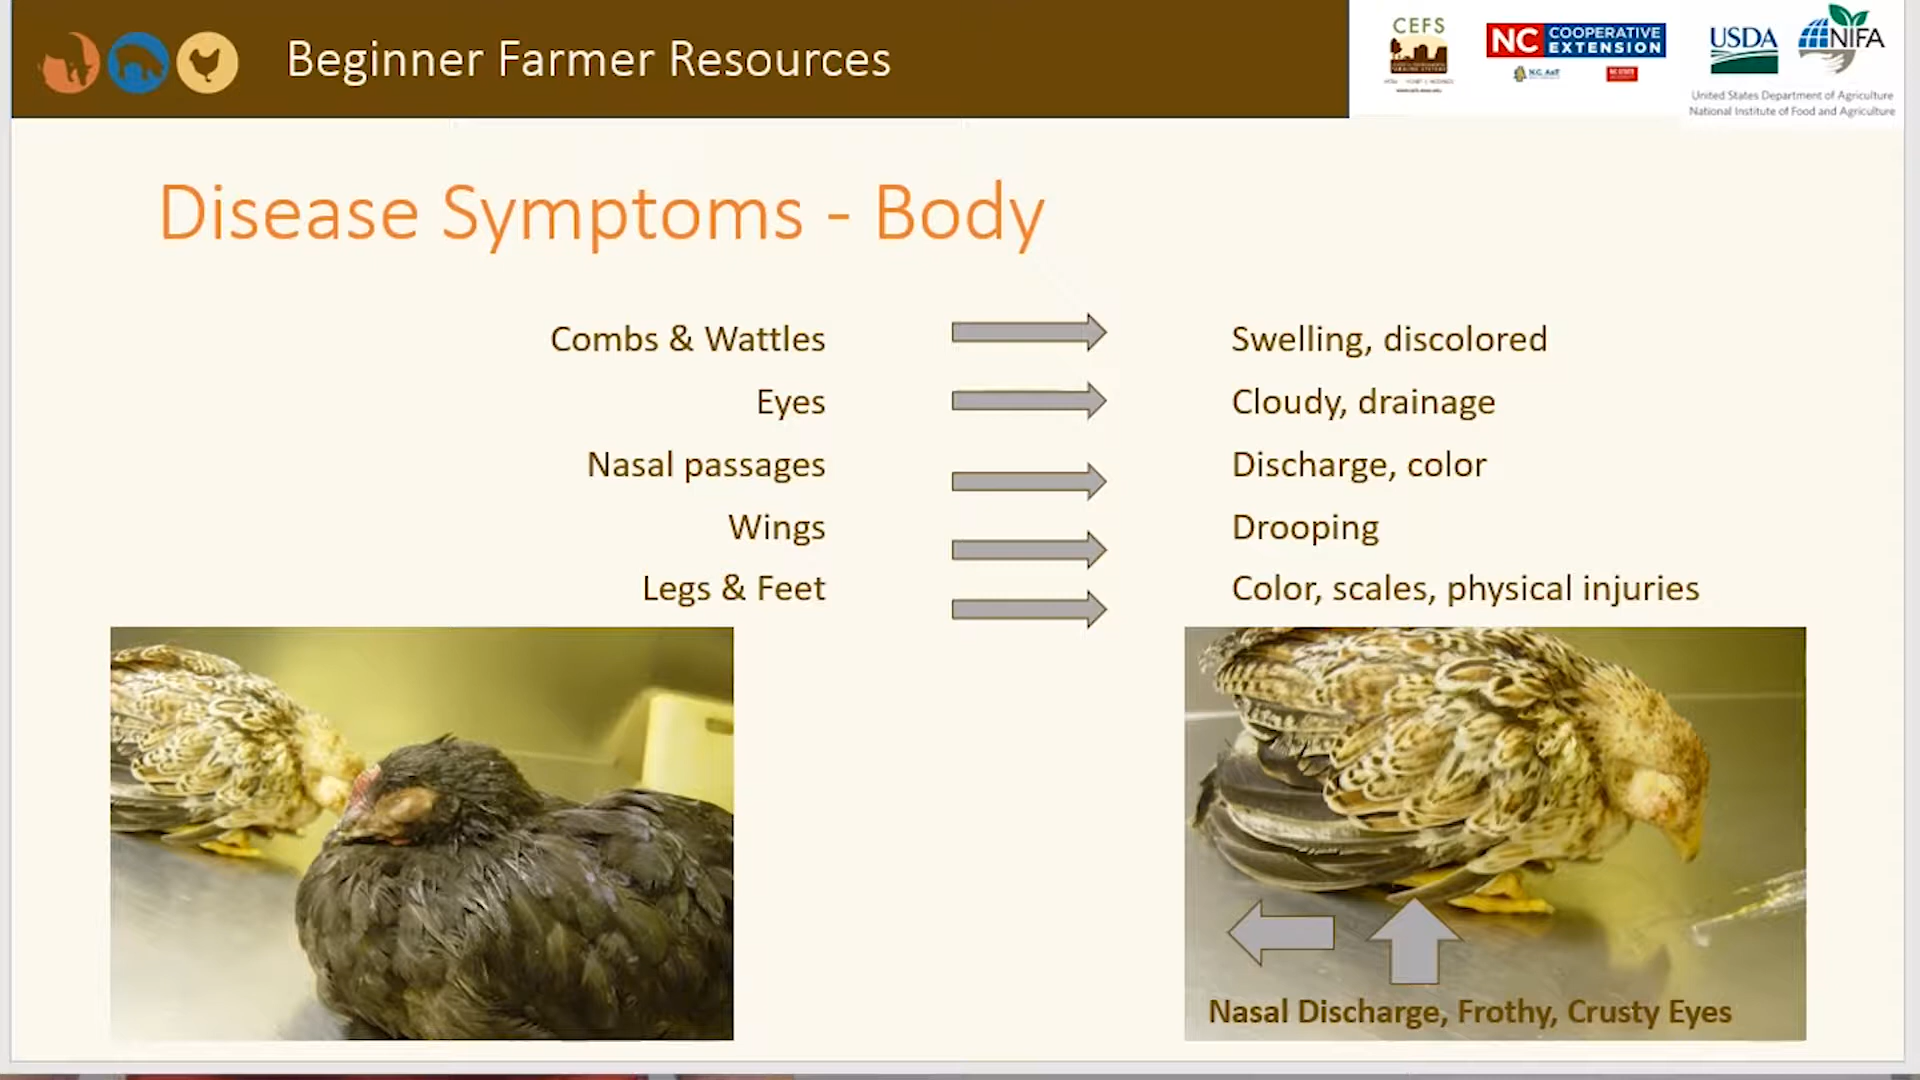 Beginner Farmer Resources
CEFS
NC COOPERATIVE EXTENSION
N.C. A&T
NC STATE
USDA
NIFA
United States Department of Agriculture
National Institute of Food and Agriculture
Disease Symptoms - Body
Combs & Wattles
Swelling, discolored
Eyes
Cloudy, drainage
Nasal passages
Discharge, color
Wings
Drooping
Legs & Feet
Color, scales, physical injuries
Nasal Discharge, Frothy, Crusty Eyes